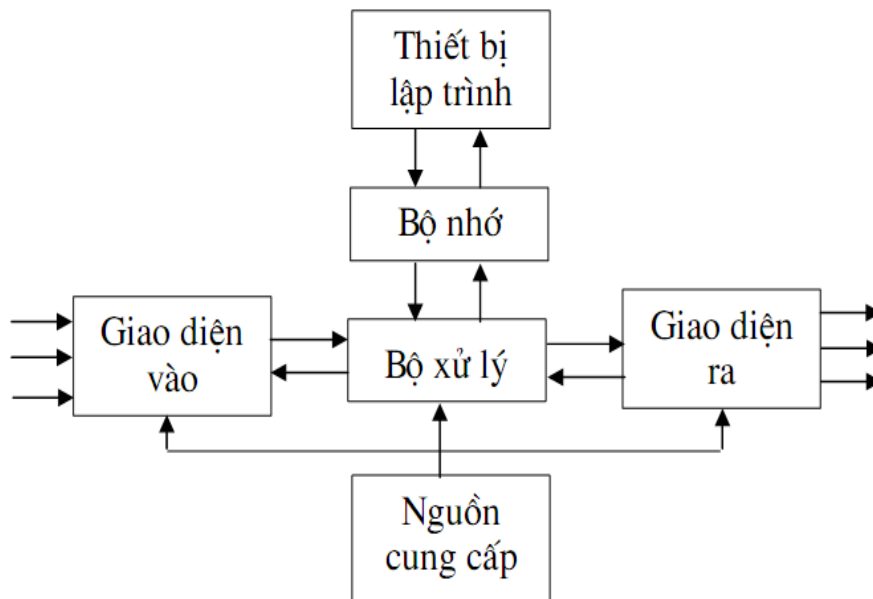 Thiết bị
lập trình
Bộ nhớ
Giao diện
vào
Bộ xử lý
Giao diện
ra
Nguồn
cung cấp